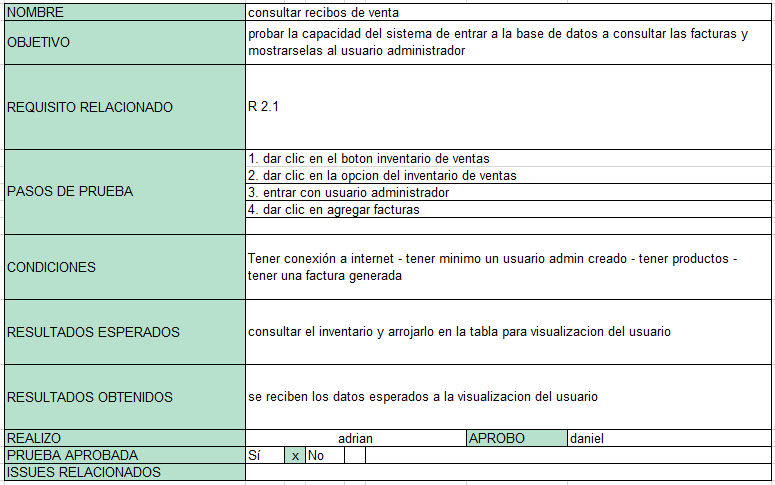 NOMBRE consultar recibos de venta
OBJETIVO probar la capacidad del sistema de entrar a la base de datos a consultar las facturas y
mostrarselas al usuario administrador
REQUISITO RELACIONADO R 2.1
PASOS DE PRUEBA
1. dar clic en el boton inventario de ventas
2. dar clic en la opcion del inventario de ventas
3. entrar con usuario administrador
4. dar clic en agregar facturas
CONDICIONES Tener conexión a internet - tener minimo un usuario admin creado - tener productos -
tener una factura generada
RESULTADOS ESPERADOS consultar el inventario y arrojarlo en la tabla para visualizacion del usuario
RESULTADOS OBTENIDOS se reciben los datos esperados a la visualizacion del usuario
REALIZO adrian APROBO daniel
PRUEBA APROBADA Sí x No
ISSUES RELACIONADOS